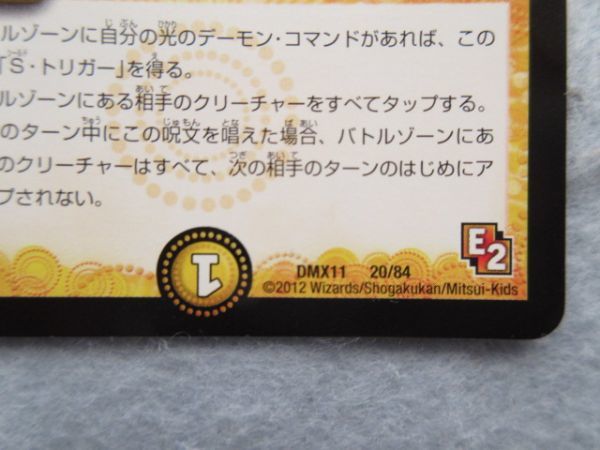 ルゾーンに自分の光のデーモン・コマンドがあれば、この
「S・トリガー」を得る。
ルゾーンにある相手のクリーチャーをすべてタップする。
のターン中にこの呪文を唱えた場合、バトルゾーンにあ
のクリーチャーはすべて、次の相手のターンのはじめにア
プされない。
1
E2
DMX11 20/84
©2012 Wizards/Shogakukan/Mitsui-Kids